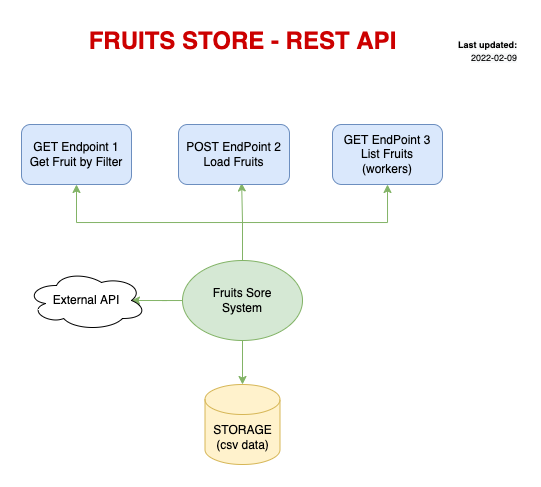 FRUITS STORE - REST API
Last updated:
2022-02-09
GET Endpoint 1
Get Fruit by Filter
POST EndPoint 2
Load Fruits
GET EndPoint 3
List Fruits
(workers)
External API
Fruits Sore
System
STORAGE
(csv data)